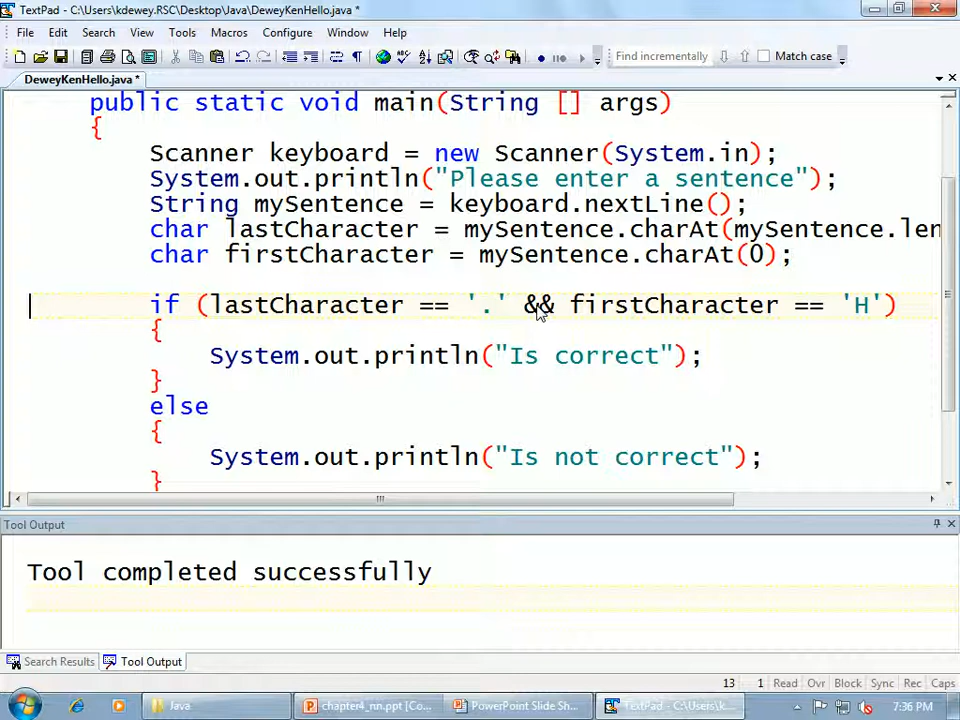 TextPad - C:\Users\kdewey.RSC\Desktop\Java\DeweyKenHello.java *
File Edit Search View Tools Macros Configure Window Help
Find incrementally Match case
DeweyKenHello.java *
public static void main(String [] args)
{
Scanner keyboard = new Scanner(System.in);
System.out.println("Please enter a sentence");
String mySentence = keyboard.nextLine();
char lastCharacter = mySentence.charAt(mySentence.len
char firstCharacter = mySentence.charAt(0);
if (lastCharacter == '.' && firstCharacter == 'H')
{
System.out.println("Is correct");
}
else
{
System.out.println("Is not correct");
}
Tool Output
Tool completed successfully
Search Results Tool Output
13 1 Read Ovr Block Sync Rec Caps
Java chapter4_nn.ppt [Co... PowerPoint Slide Sh... TextPad - C:\Users\k... 7:36 PM